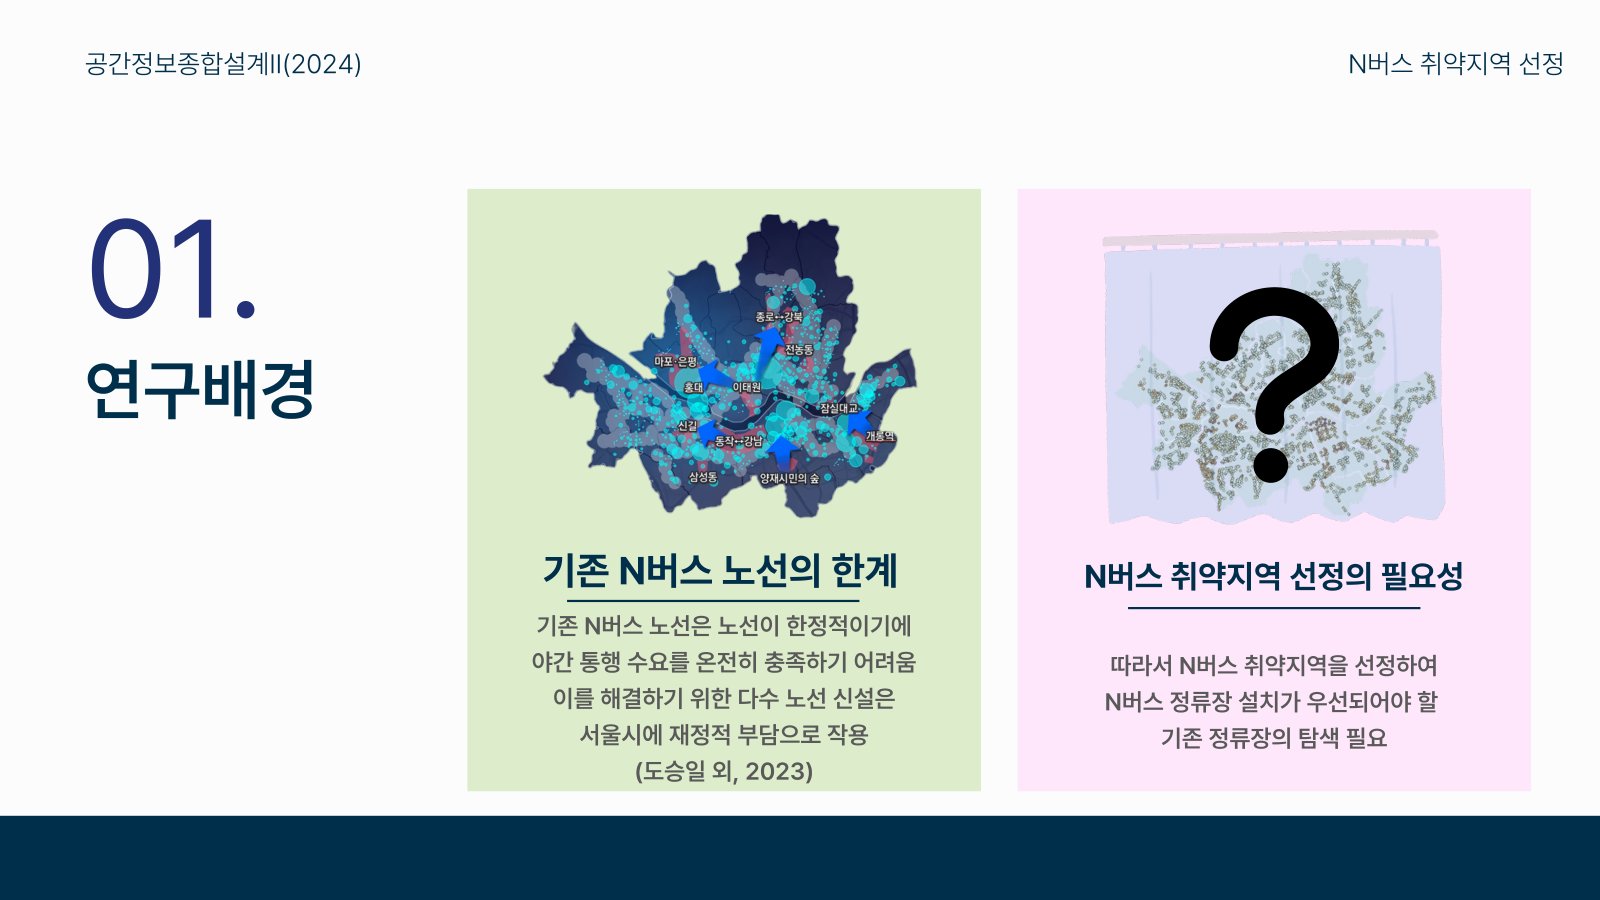 공간정보종합설계II(2024)
N버스 취약지역 선정
01.
연구배경
종로↔강북
전농동
마포·은평
홍대
이태원
잠실대교
신길
동작↔강남
개롱역
삼성동
양재시민의 숲
기존 N버스 노선의 한계
기존 N버스 노선은 노선이 한정적이기에
야간 통행 수요를 온전히 충족하기 어려움
이를 해결하기 위한 다수 노선 신설은
서울시에 재정적 부담으로 작용
(도승일 외, 2023)
?
N버스 취약지역 선정의 필요성
따라서 N버스 취약지역을 선정하여
N버스 정류장 설치가 우선되어야 할
기존 정류장의 탐색 필요